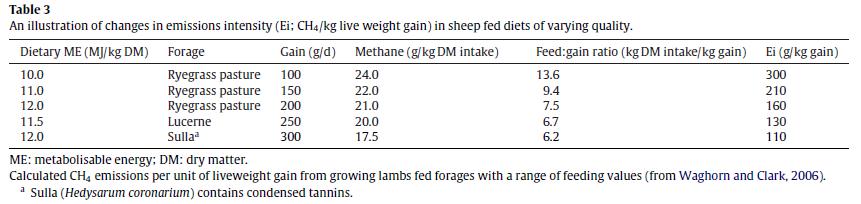 Table 3
An illustration of changes in emissions intensity (Ei; CH₄/kg live weight gain) in sheep fed diets of varying quality.
Dietary ME (MJ/kg DM) Forage Gain (g/d) Methane (g/kg DM intake) Feed:gain ratio (kg DM intake/kg gain) Ei (g/kg gain)
10.0 Ryegrass pasture 100 24.0 13.6 300
11.0 Ryegrass pasture 150 22.0 9.4 210
12.0 Ryegrass pasture 200 21.0 7.5 160
11.5 Lucerne 250 20.0 6.7 130
12.0 Sullaᵃ 300 17.5 6.2 110
ME: metabolisable energy; DM: dry matter.
Calculated CH₄ emissions per unit of liveweight gain from growing lambs fed forages with a range of feeding values (from Waghorn and Clark, 2006).
ᵃ Sulla (Hedysarum coronarium) contains condensed tannins.